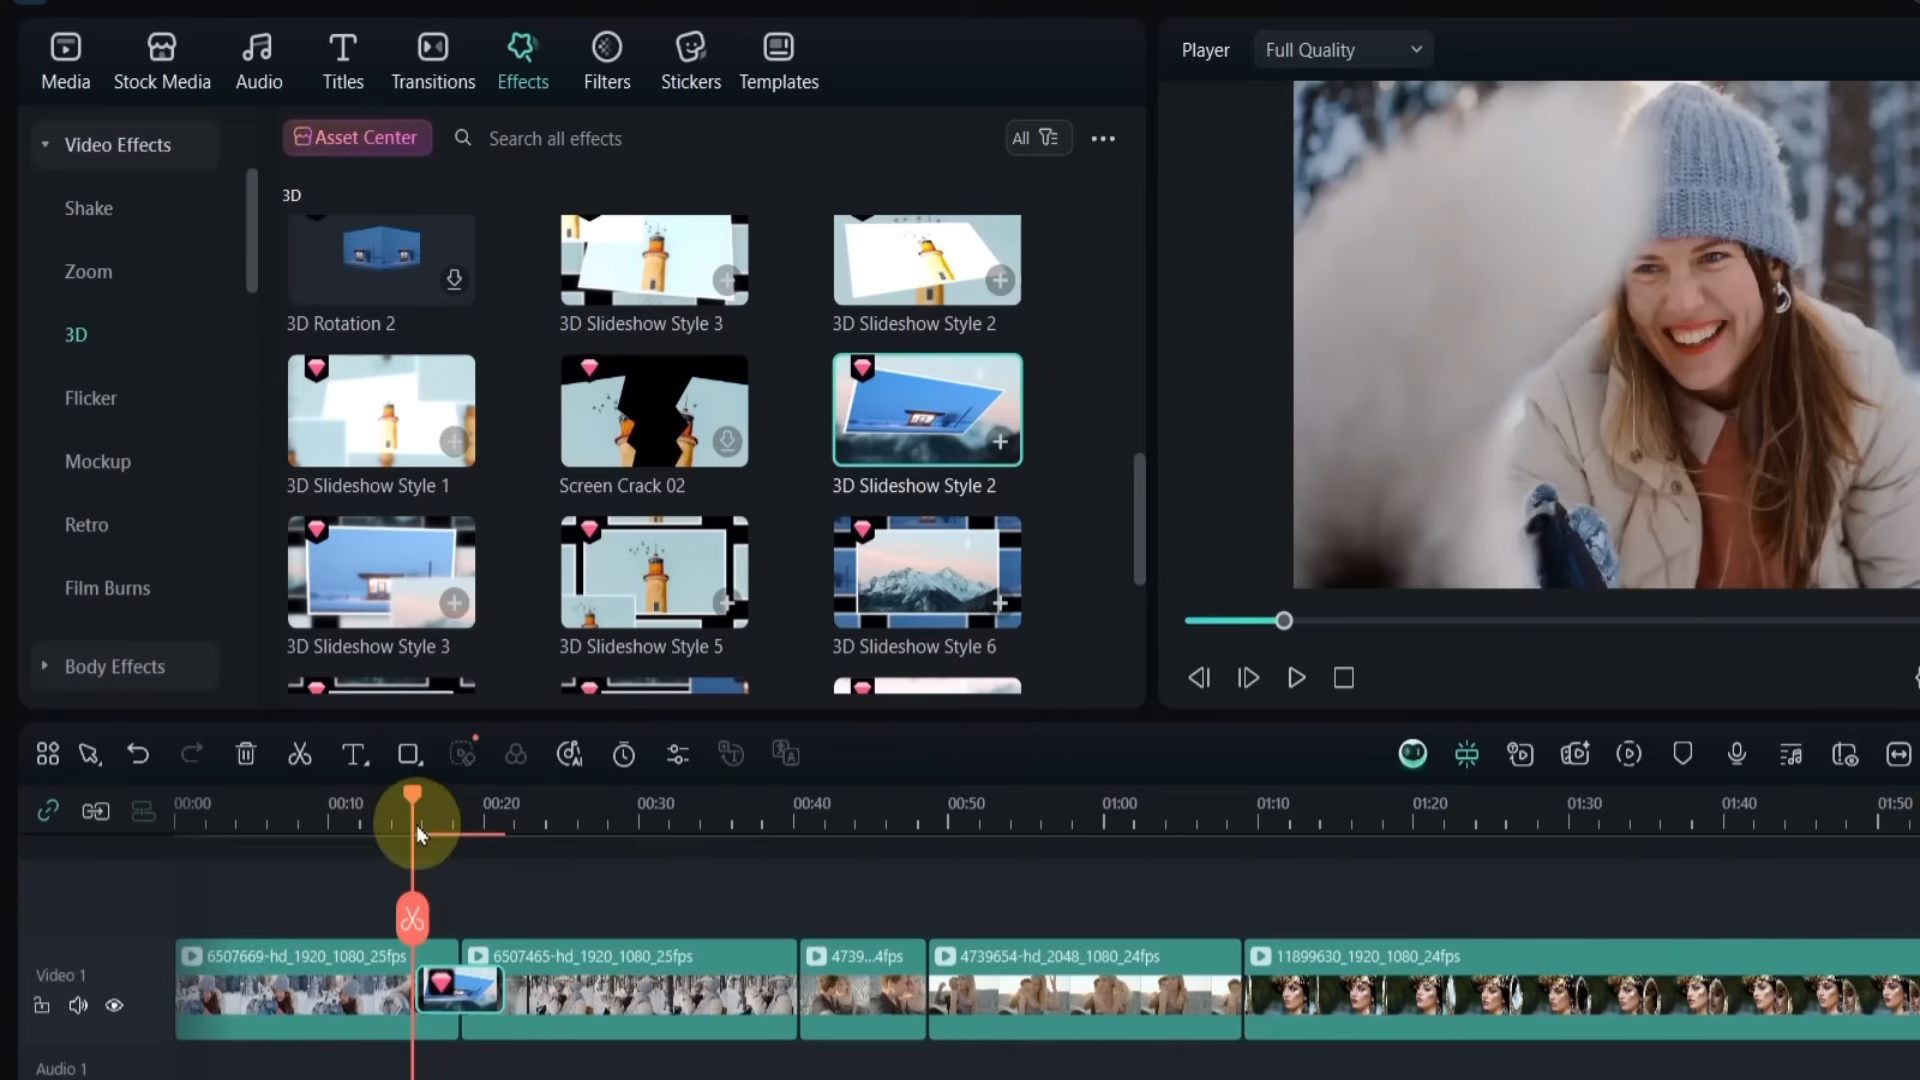 Media
Stock Media
Audio
Titles
Transitions
Effects
Filters
Stickers
Templates
Player
Full Quality
Video Effects
Asset Center
Search all effects
All
Shake
Zoom
3D
Flicker
Mockup
Retro
Film Burns
Body Effects
3D
3D Rotation 2
3D Slideshow Style 3
3D Slideshow Style 2
3D Slideshow Style 1
Screen Crack 02
3D Slideshow Style 2
3D Slideshow Style 3
3D Slideshow Style 5
3D Slideshow Style 6
00:00
00:10
00:20
00:30
00:40
00:50
01:00
01:10
01:20
01:30
01:40
01:50
6507669-hd_1920_1080_25fps
6507465-hd_1920_1080_25fps
4739...4fps
4739654-hd_2048_1080_24fps
11899630_1920_1080_24fps
Video 1
Audio 1